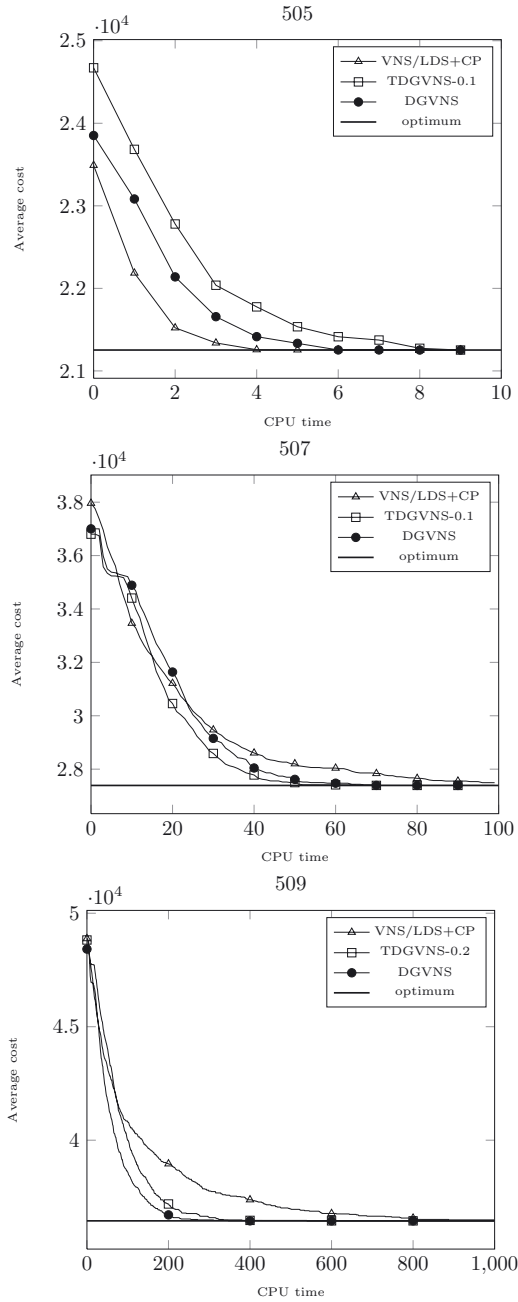 505
·10^4
2.5
2.4
2.3
2.2
2.1
Average cost
VNS/LDS+CP
TDGVNS-0.1
DGVNS
optimum
0 2 4 6 8 10
CPU time
507
·10^4
3.8
3.6
3.4
3.2
3
2.8
Average cost
VNS/LDS+CP
TDGVNS-0.1
DGVNS
optimum
0 20 40 60 80 100
CPU time
509
·10^4
5
4.5
4
Average cost
VNS/LDS+CP
TDGVNS-0.2
DGVNS
optimum
0 200 400 600 800 1,000
CPU time